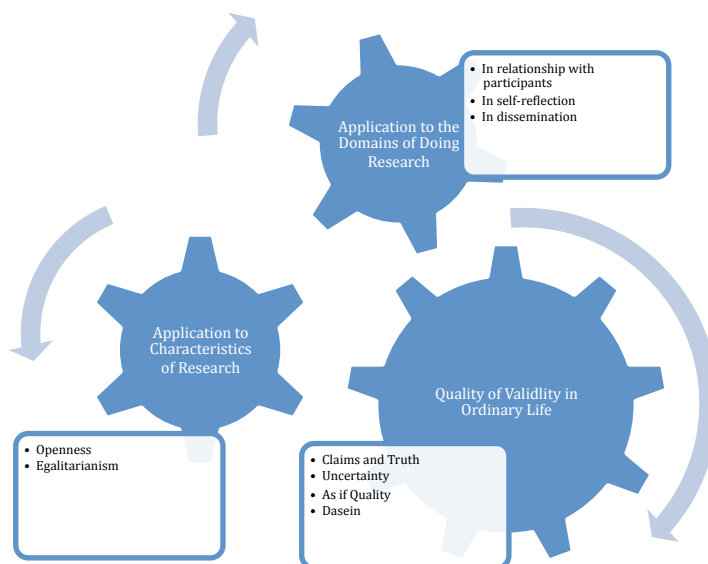 Application to the
Domains of Doing
Research
• In relationship with
participants
• In self-reflection
• In dissemination
Application to
Characteristics
of Research
• Openness
• Egalitarianism
Quality of Validlity in
Ordinary Life
• Claims and Truth
• Uncertainty
• As if Quality
• Dasein